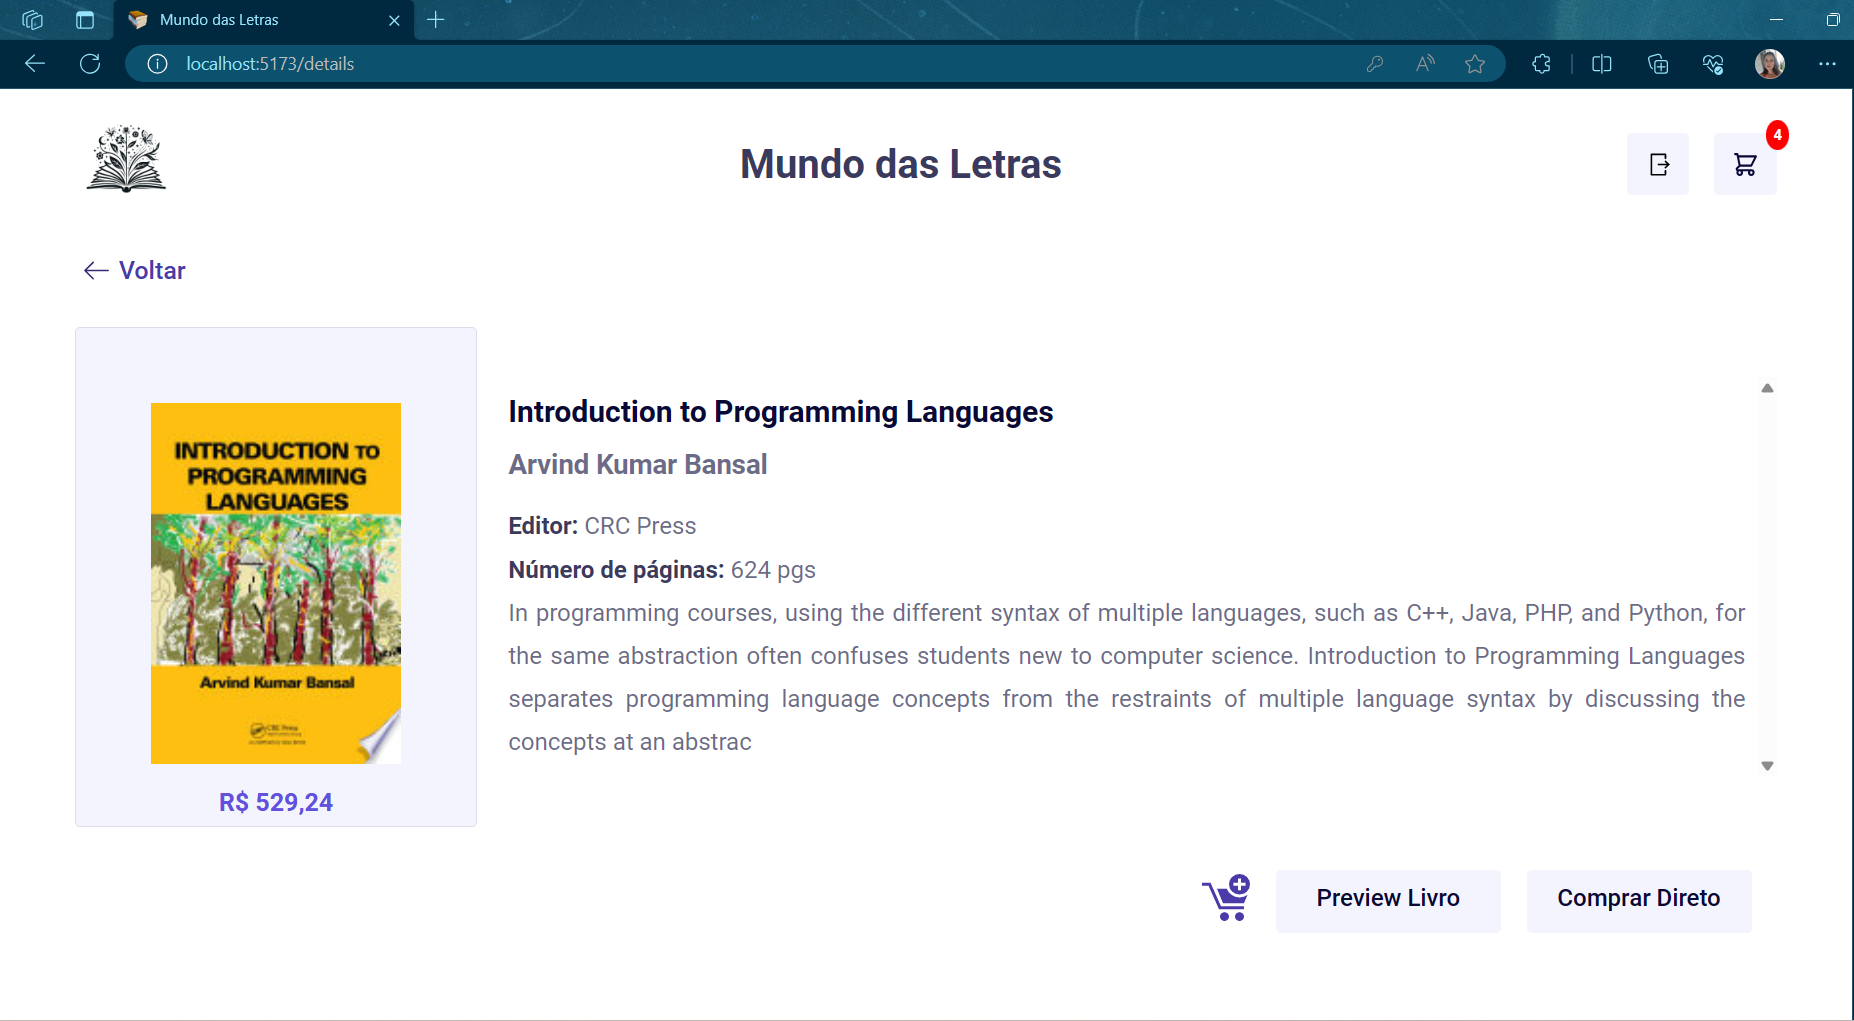 Mundo das Letras
localhost:5173/details
Mundo das Letras
4
Voltar
INTRODUCTION TO
PROGRAMMING
LANGUAGES
Arvind Kumar Bansal
CRC Press
R$ 529,24
Introduction to Programming Languages
Arvind Kumar Bansal
Editor: CRC Press
Número de páginas: 624 pgs
In programming courses, using the different syntax of multiple languages, such as C++, Java, PHP, and Python, for
the same abstraction often confuses students new to computer science. Introduction to Programming Languages
separates programming language concepts from the restraints of multiple language syntax by discussing the
concepts at an abstrac
Preview Livro
Comprar Direto